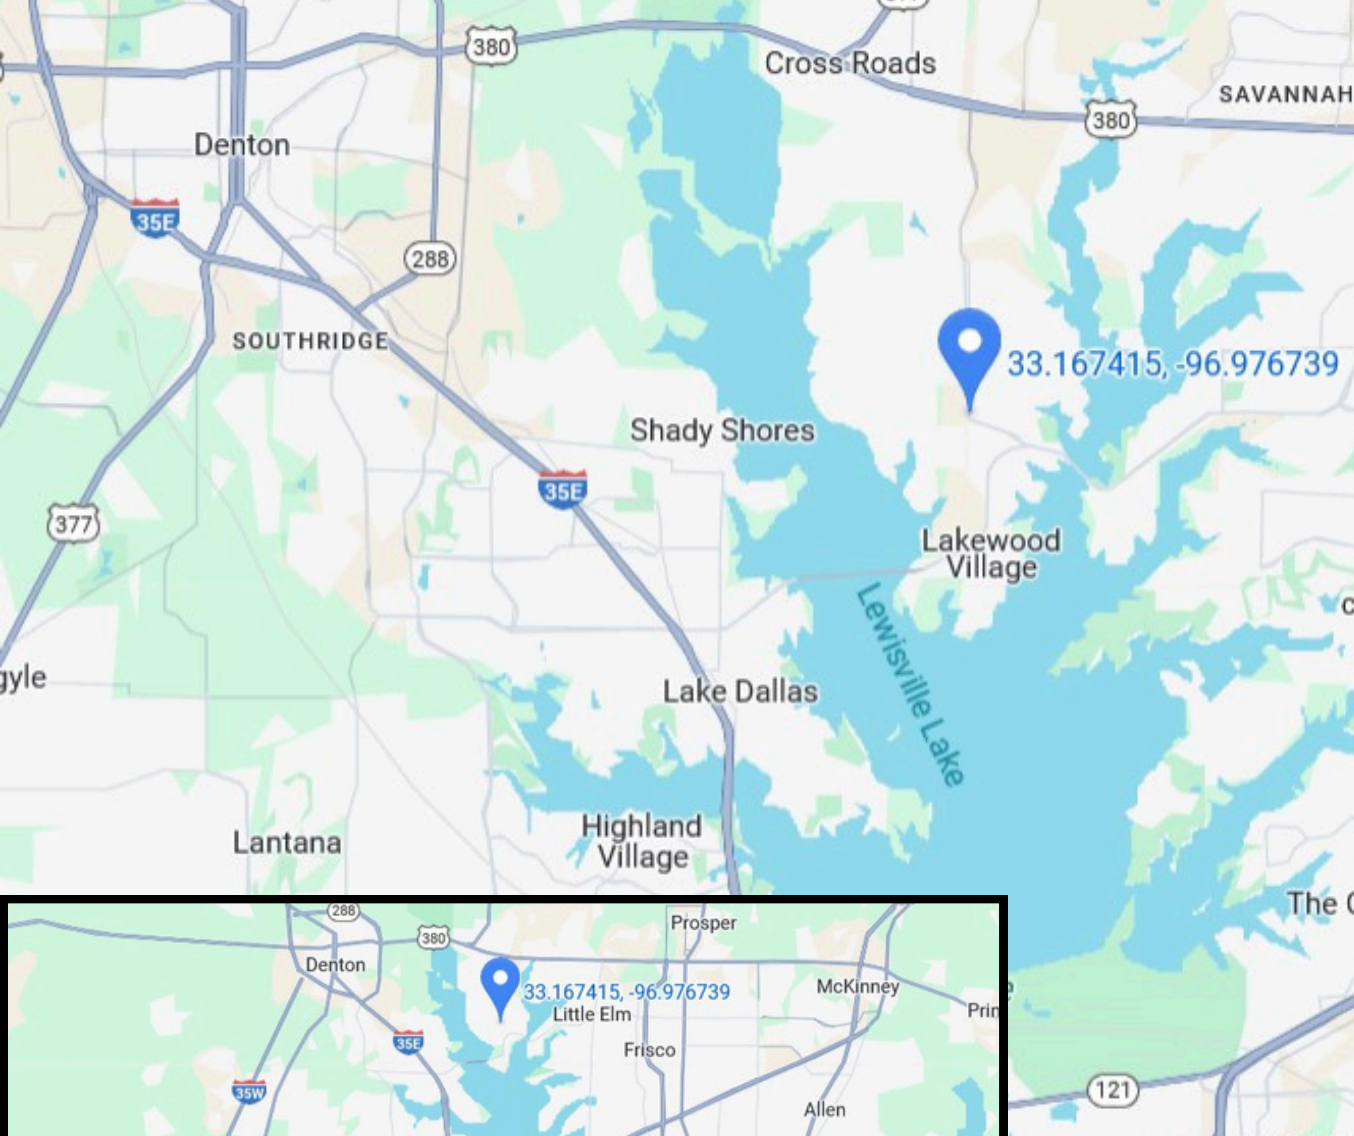 380
Cross Roads
SAVANNAH
380
Denton
35E
288
SOUTHRIDGE
33.167415, -96.976739
Shady Shores
35E
377
Lakewood
Village
Lewisville Lake
gyle
Lake Dallas
Highland
Village
Lantana
The C
121
288
Prosper
380
Denton
McKinney
33.167415, -96.976739
Little Elm
Prin
35E
Frisco
35W
Allen